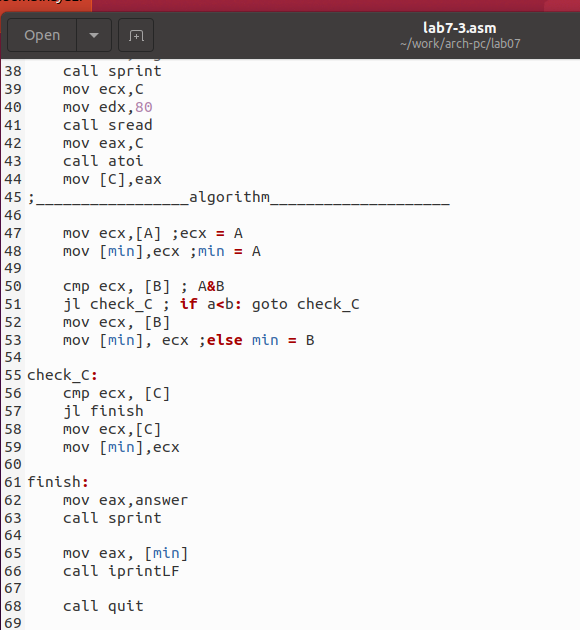 Open
lab7-3.asm
~/work/arch-pc/lab07
38 call sprint
39 mov ecx,C
40 mov edx,80
41 call sread
42 mov eax,C
43 call atoi
44 mov [C],eax
45 ;_________________algorithm____________________
46
47 mov ecx,[A] ;ecx = A
48 mov [min],ecx ;min = A
49
50 cmp ecx, [B] ; A&B
51 jl check_C ; if a<b: goto check_C
52 mov ecx, [B]
53 mov [min], ecx ;else min = B
54
55 check_C:
56 cmp ecx, [C]
57 jl finish
58 mov ecx,[C]
59 mov [min],ecx
60
61 finish:
62 mov eax,answer
63 call sprint
64
65 mov eax, [min]
66 call iprintLF
67
68 call quit
69